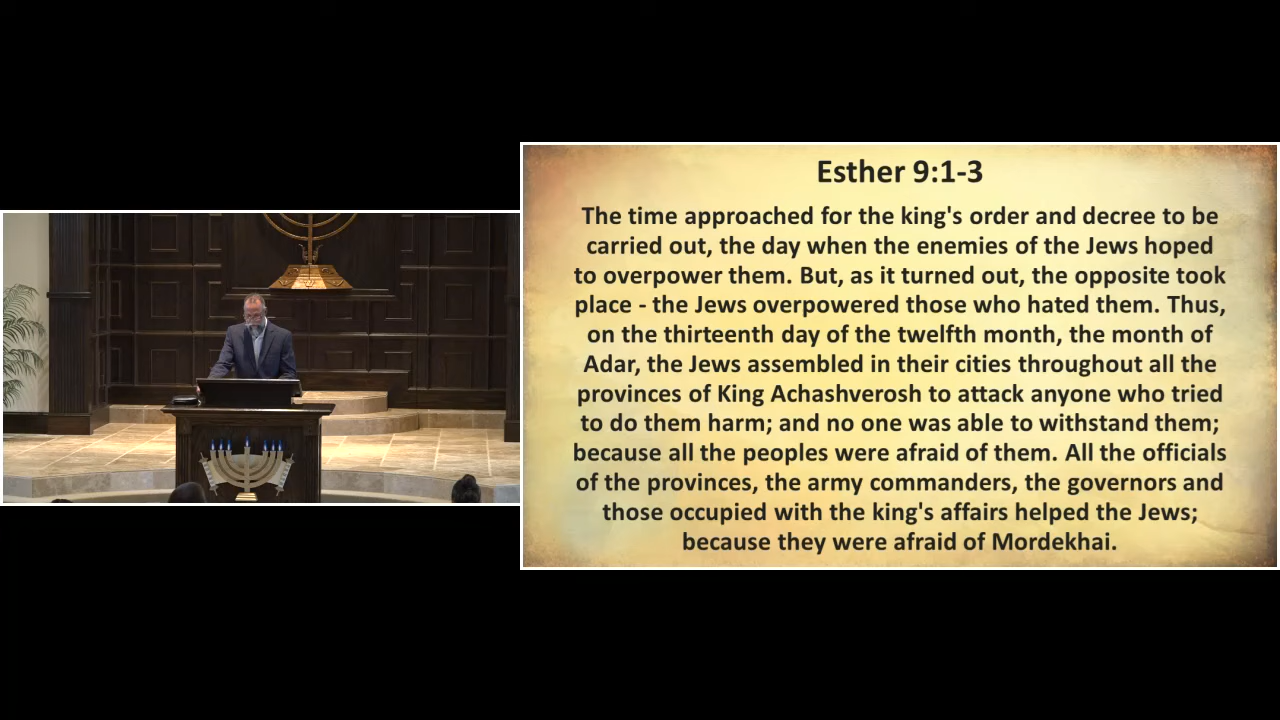 Esther 9:1-3
The time approached for the king's order and decree to be
carried out, the day when the enemies of the Jews hoped
to overpower them. But, as it turned out, the opposite took
place - the Jews overpowered those who hated them. Thus,
on the thirteenth day of the twelfth month, the month of
Adar, the Jews assembled in their cities throughout all the
provinces of King Achashverosh to attack anyone who tried
to do them harm; and no one was able to withstand them;
because all the peoples were afraid of them. All the officials
of the provinces, the army commanders, the governors and
those occupied with the king's affairs helped the Jews;
because they were afraid of Mordekhai.